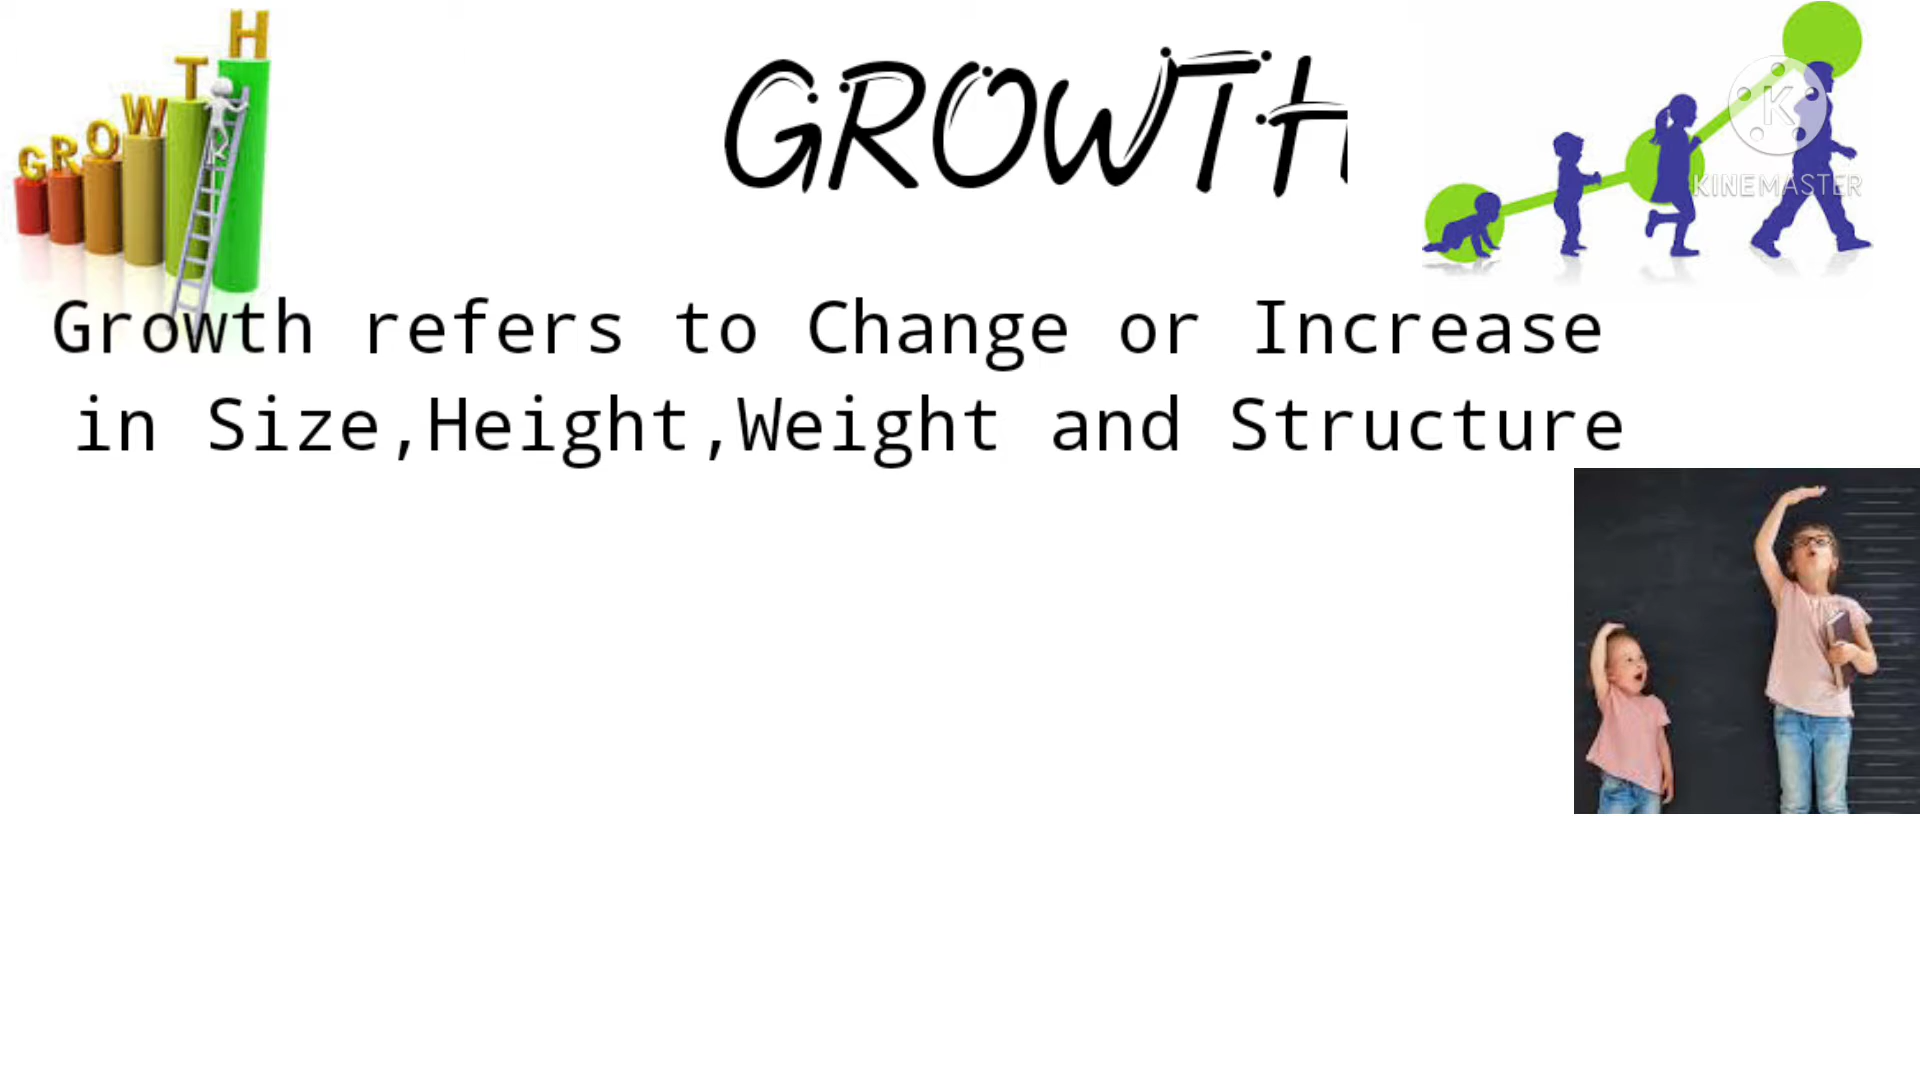 GROWTH
GROWTH
KINEMASTER
Growth refers to Change or Increase
in Size,Height,Weight and Structure